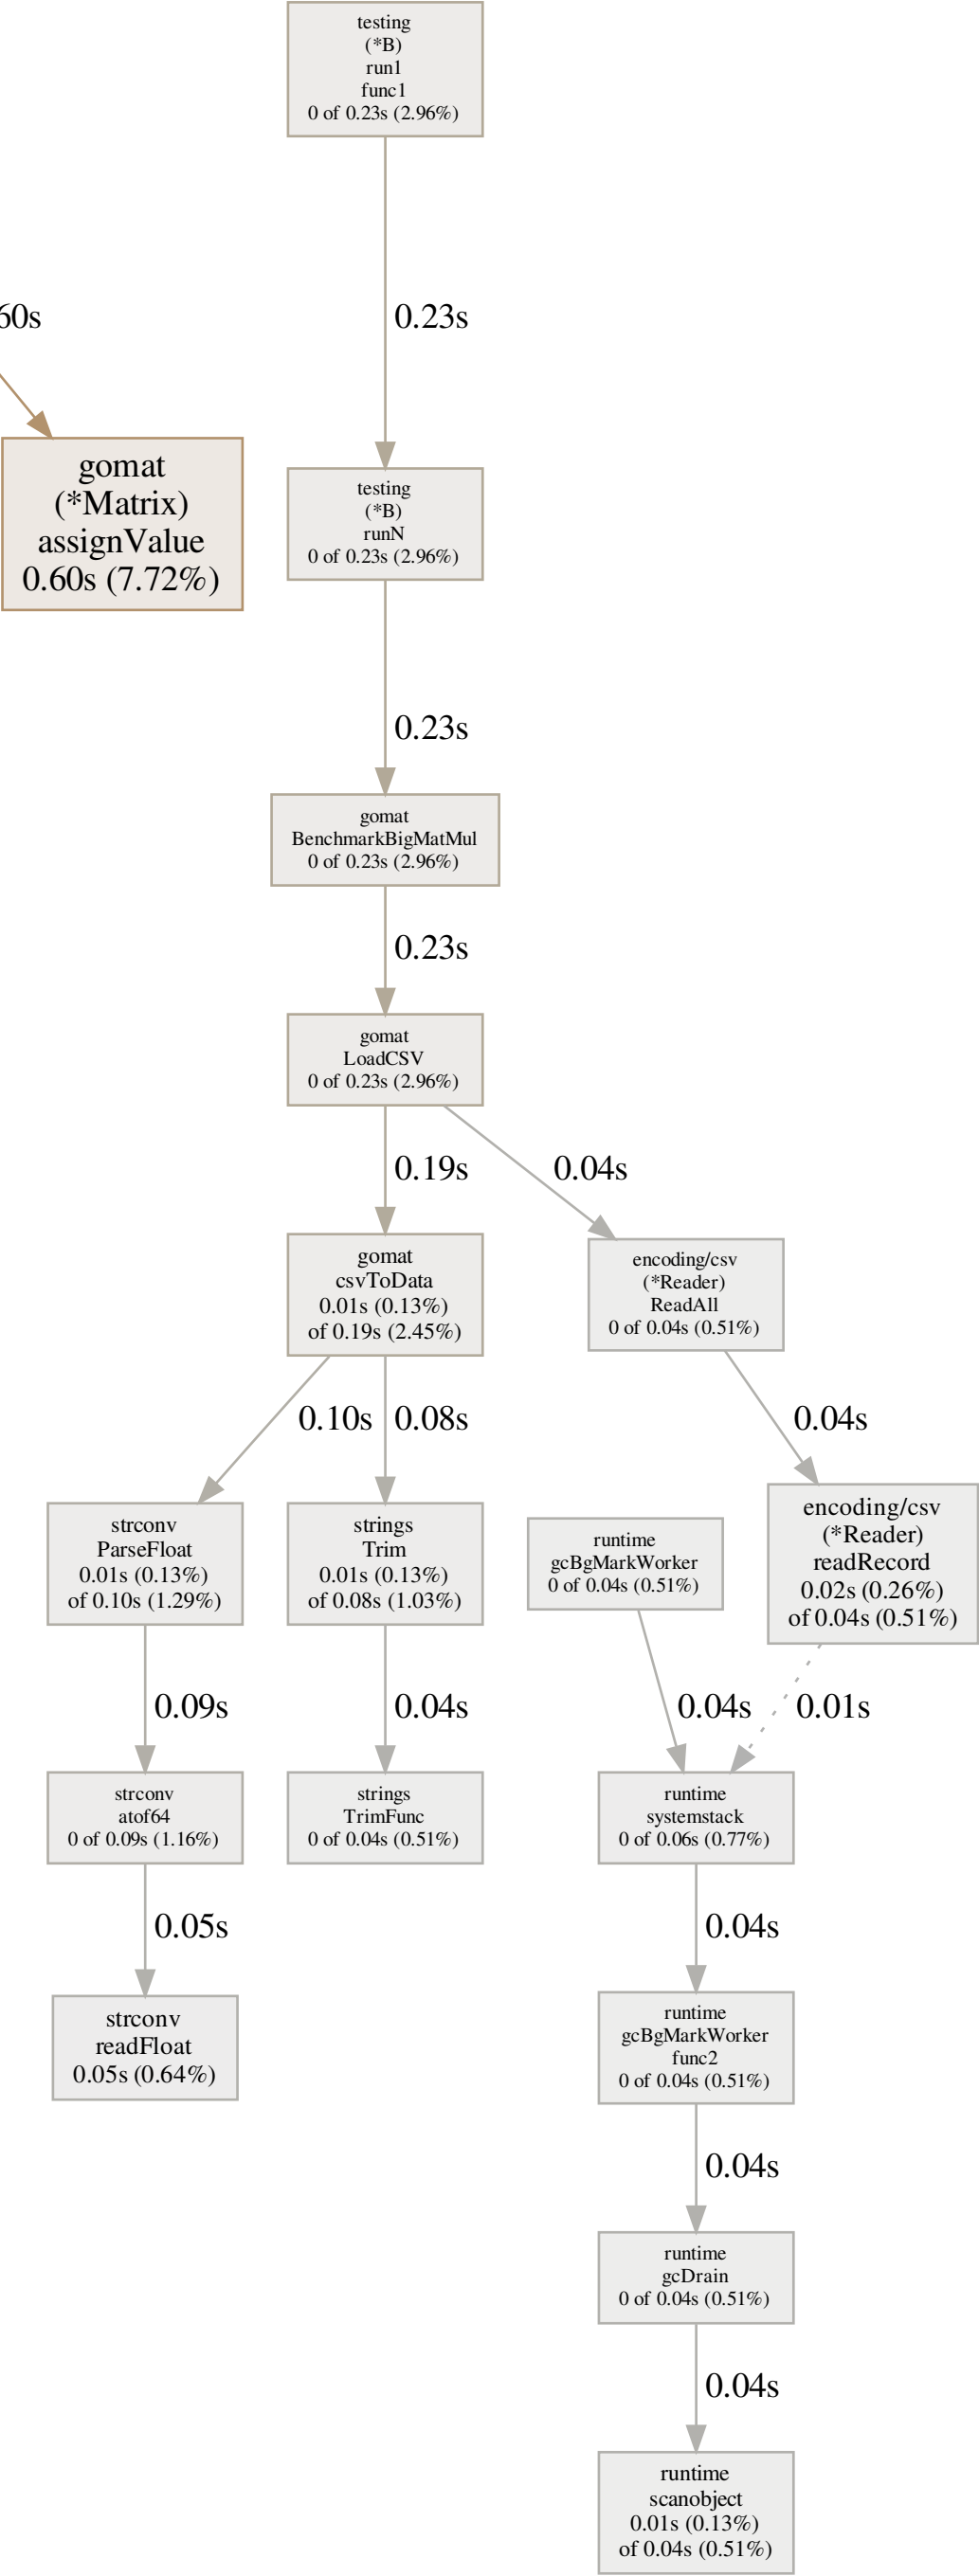 testing
(*B)
run1
func1
0 of 0.23s (2.96%)
0.23s
60s
gomat
(*Matrix)
assignValue
0.60s (7.72%)
testing
(*B)
runN
0 of 0.23s (2.96%)
0.23s
gomat
BenchmarkBigMatMul
0 of 0.23s (2.96%)
0.23s
gomat
LoadCSV
0 of 0.23s (2.96%)
0.19s
0.04s
gomat
csvToData
0.01s (0.13%)
of 0.19s (2.45%)
encoding/csv
(*Reader)
ReadAll
0 of 0.04s (0.51%)
0.10s
0.08s
0.04s
strconv
ParseFloat
0.01s (0.13%)
of 0.10s (1.29%)
strings
Trim
0.01s (0.13%)
of 0.08s (1.03%)
runtime
gcBgMarkWorker
0 of 0.04s (0.51%)
encoding/csv
(*Reader)
readRecord
0.02s (0.26%)
of 0.04s (0.51%)
0.09s
0.04s
0.04s
0.01s
strconv
atof64
0 of 0.09s (1.16%)
strings
TrimFunc
0 of 0.04s (0.51%)
runtime
systemstack
0 of 0.06s (0.77%)
0.05s
0.04s
strconv
readFloat
0.05s (0.64%)
runtime
gcBgMarkWorker
func2
0 of 0.04s (0.51%)
0.04s
runtime
gcDrain
0 of 0.04s (0.51%)
0.04s
runtime
scanobject
0.01s (0.13%)
of 0.04s (0.51%)